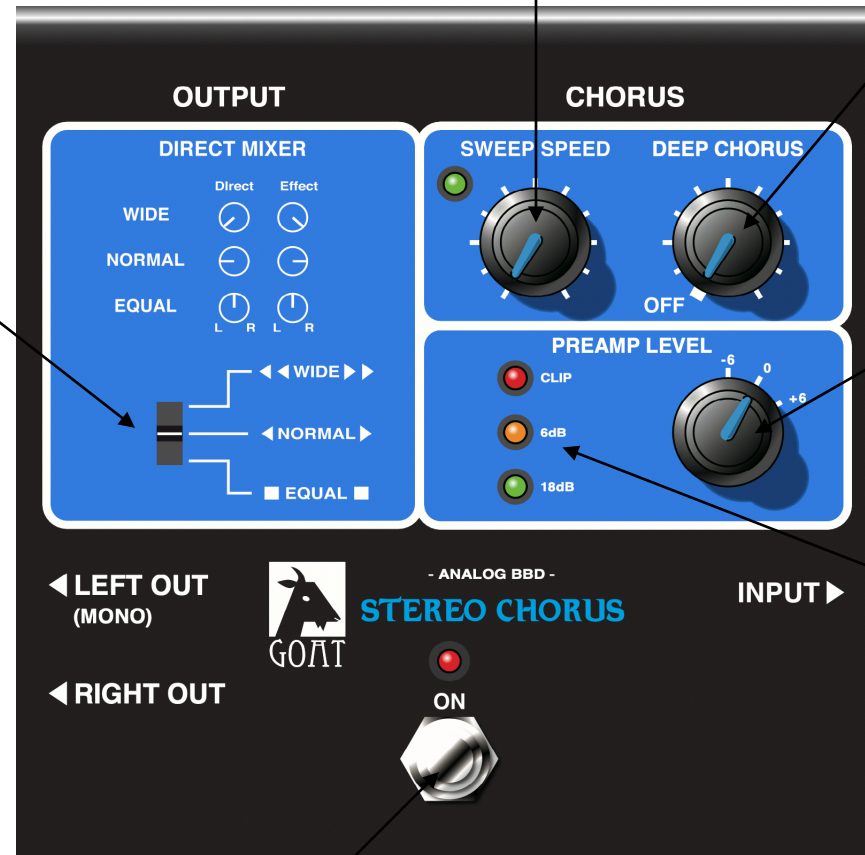 OUTPUT
DIRECT MIXER
DIrect Effect
WIDE
NORMAL
EQUAL
L R L R
WIDE
NORMAL
EQUAL
CHORUS
SWEEP SPEED
DEEP CHORUS
OFF
PREAMP LEVEL
-6
0
+6
CLIP
6dB
18dB
LEFT OUT
(MONO)
RIGHT OUT
GOAT
- ANALOG BBD -
STEREO CHORUS
ON
INPUT